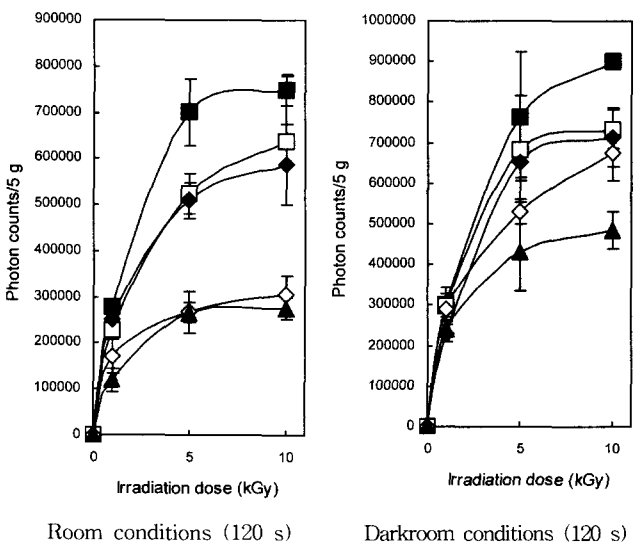 900000
800000
700000
600000
500000
400000
300000
200000
100000
0
Photon counts/5 g
0 5 10
Irradiation dose (kGy)
Room conditions (120 s)
1000000
900000
800000
700000
600000
500000
400000
300000
200000
100000
0
Photon counts/5 g
0 5 10
Irradiation dose (kGy)
Darkroom conditions (120 s)